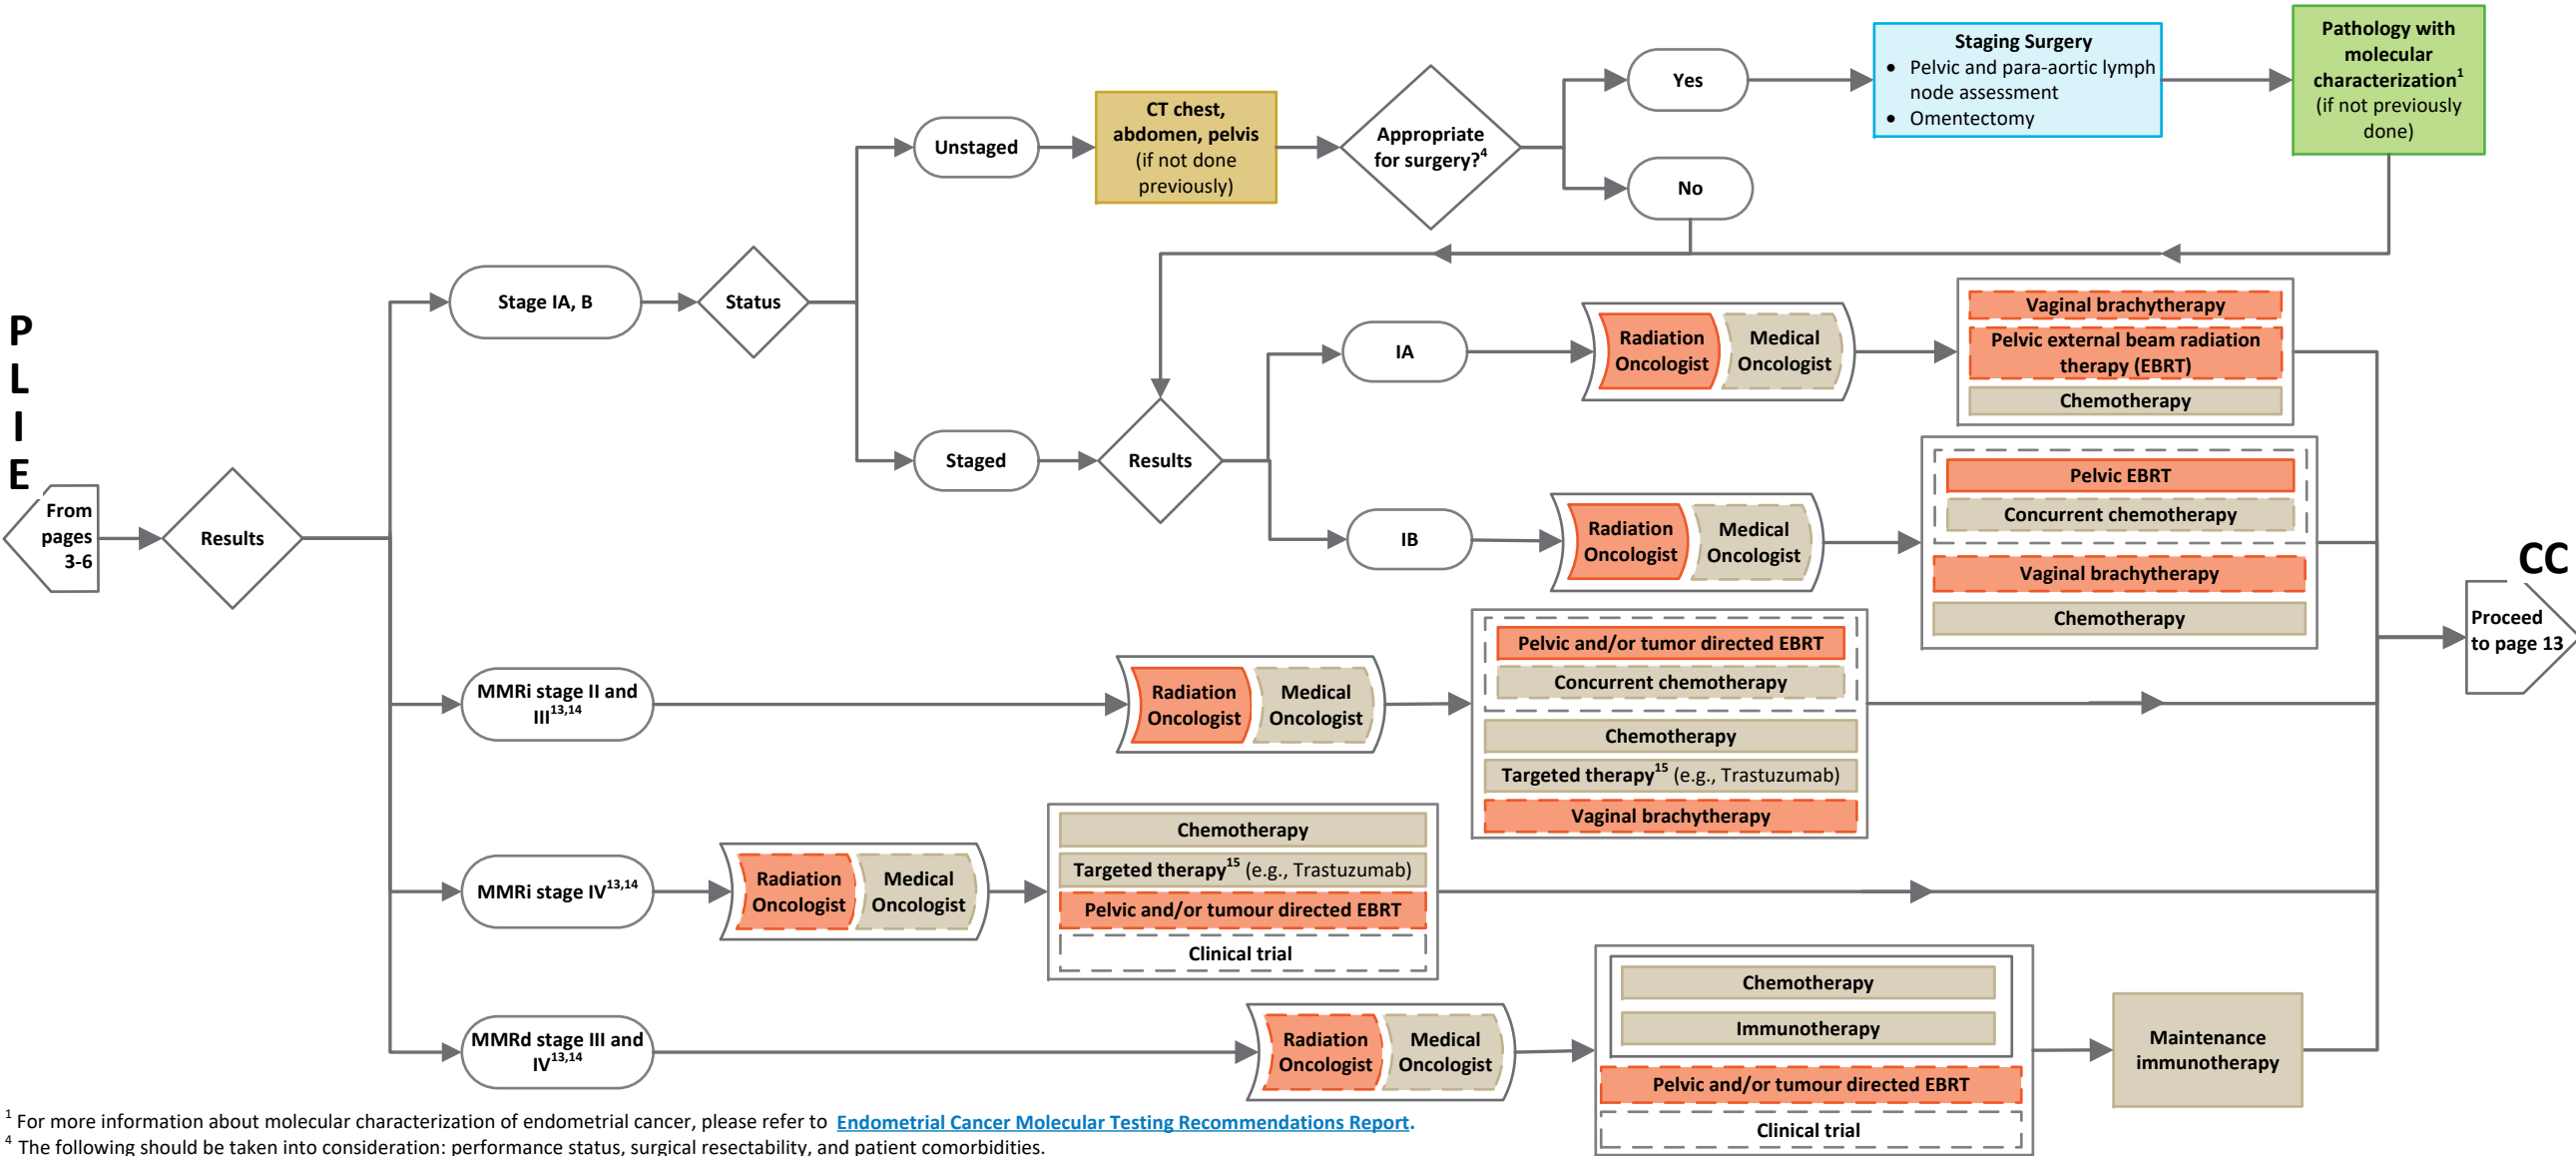 P
L
I
E
From
pages
3-6
Results
Stage IA, B
Status
Unstaged
CT chest,
abdomen, pelvis
(if not done
previously)
Appropriate
for surgery?4
Yes
No
Staging Surgery
• Pelvic and para-aortic lymph
node assessment
• Omentectomy
Pathology with
molecular
characterization1
(if not previously
done)
Staged
Results
IA
Radiation
Oncologist
Medical
Oncologist
Vaginal brachytherapy
Pelvic external beam radiation
therapy (EBRT)
Chemotherapy
IB
Radiation
Oncologist
Medical
Oncologist
Pelvic EBRT
Concurrent chemotherapy
Vaginal brachytherapy
Chemotherapy
MMRi stage II and
III13,14
Radiation
Oncologist
Medical
Oncologist
Pelvic and/or tumor directed EBRT
Concurrent chemotherapy
Chemotherapy
Targeted therapy15 (e.g., Trastuzumab)
Vaginal brachytherapy
MMRi stage IV13,14
Radiation
Oncologist
Medical
Oncologist
Chemotherapy
Targeted therapy15 (e.g., Trastuzumab)
Pelvic and/or tumour directed EBRT
Clinical trial
MMRd stage III and
IV13,14
Radiation
Oncologist
Medical
Oncologist
Chemotherapy
Immunotherapy
Pelvic and/or tumour directed EBRT
Clinical trial
Maintenance
immunotherapy
CC
Proceed
to page 13
1 For more information about molecular characterization of endometrial cancer, please refer to Endometrial Cancer Molecular Testing Recommendations Report.
4 The following should be taken into consideration: performance status, surgical resectability, and patient comorbidities.